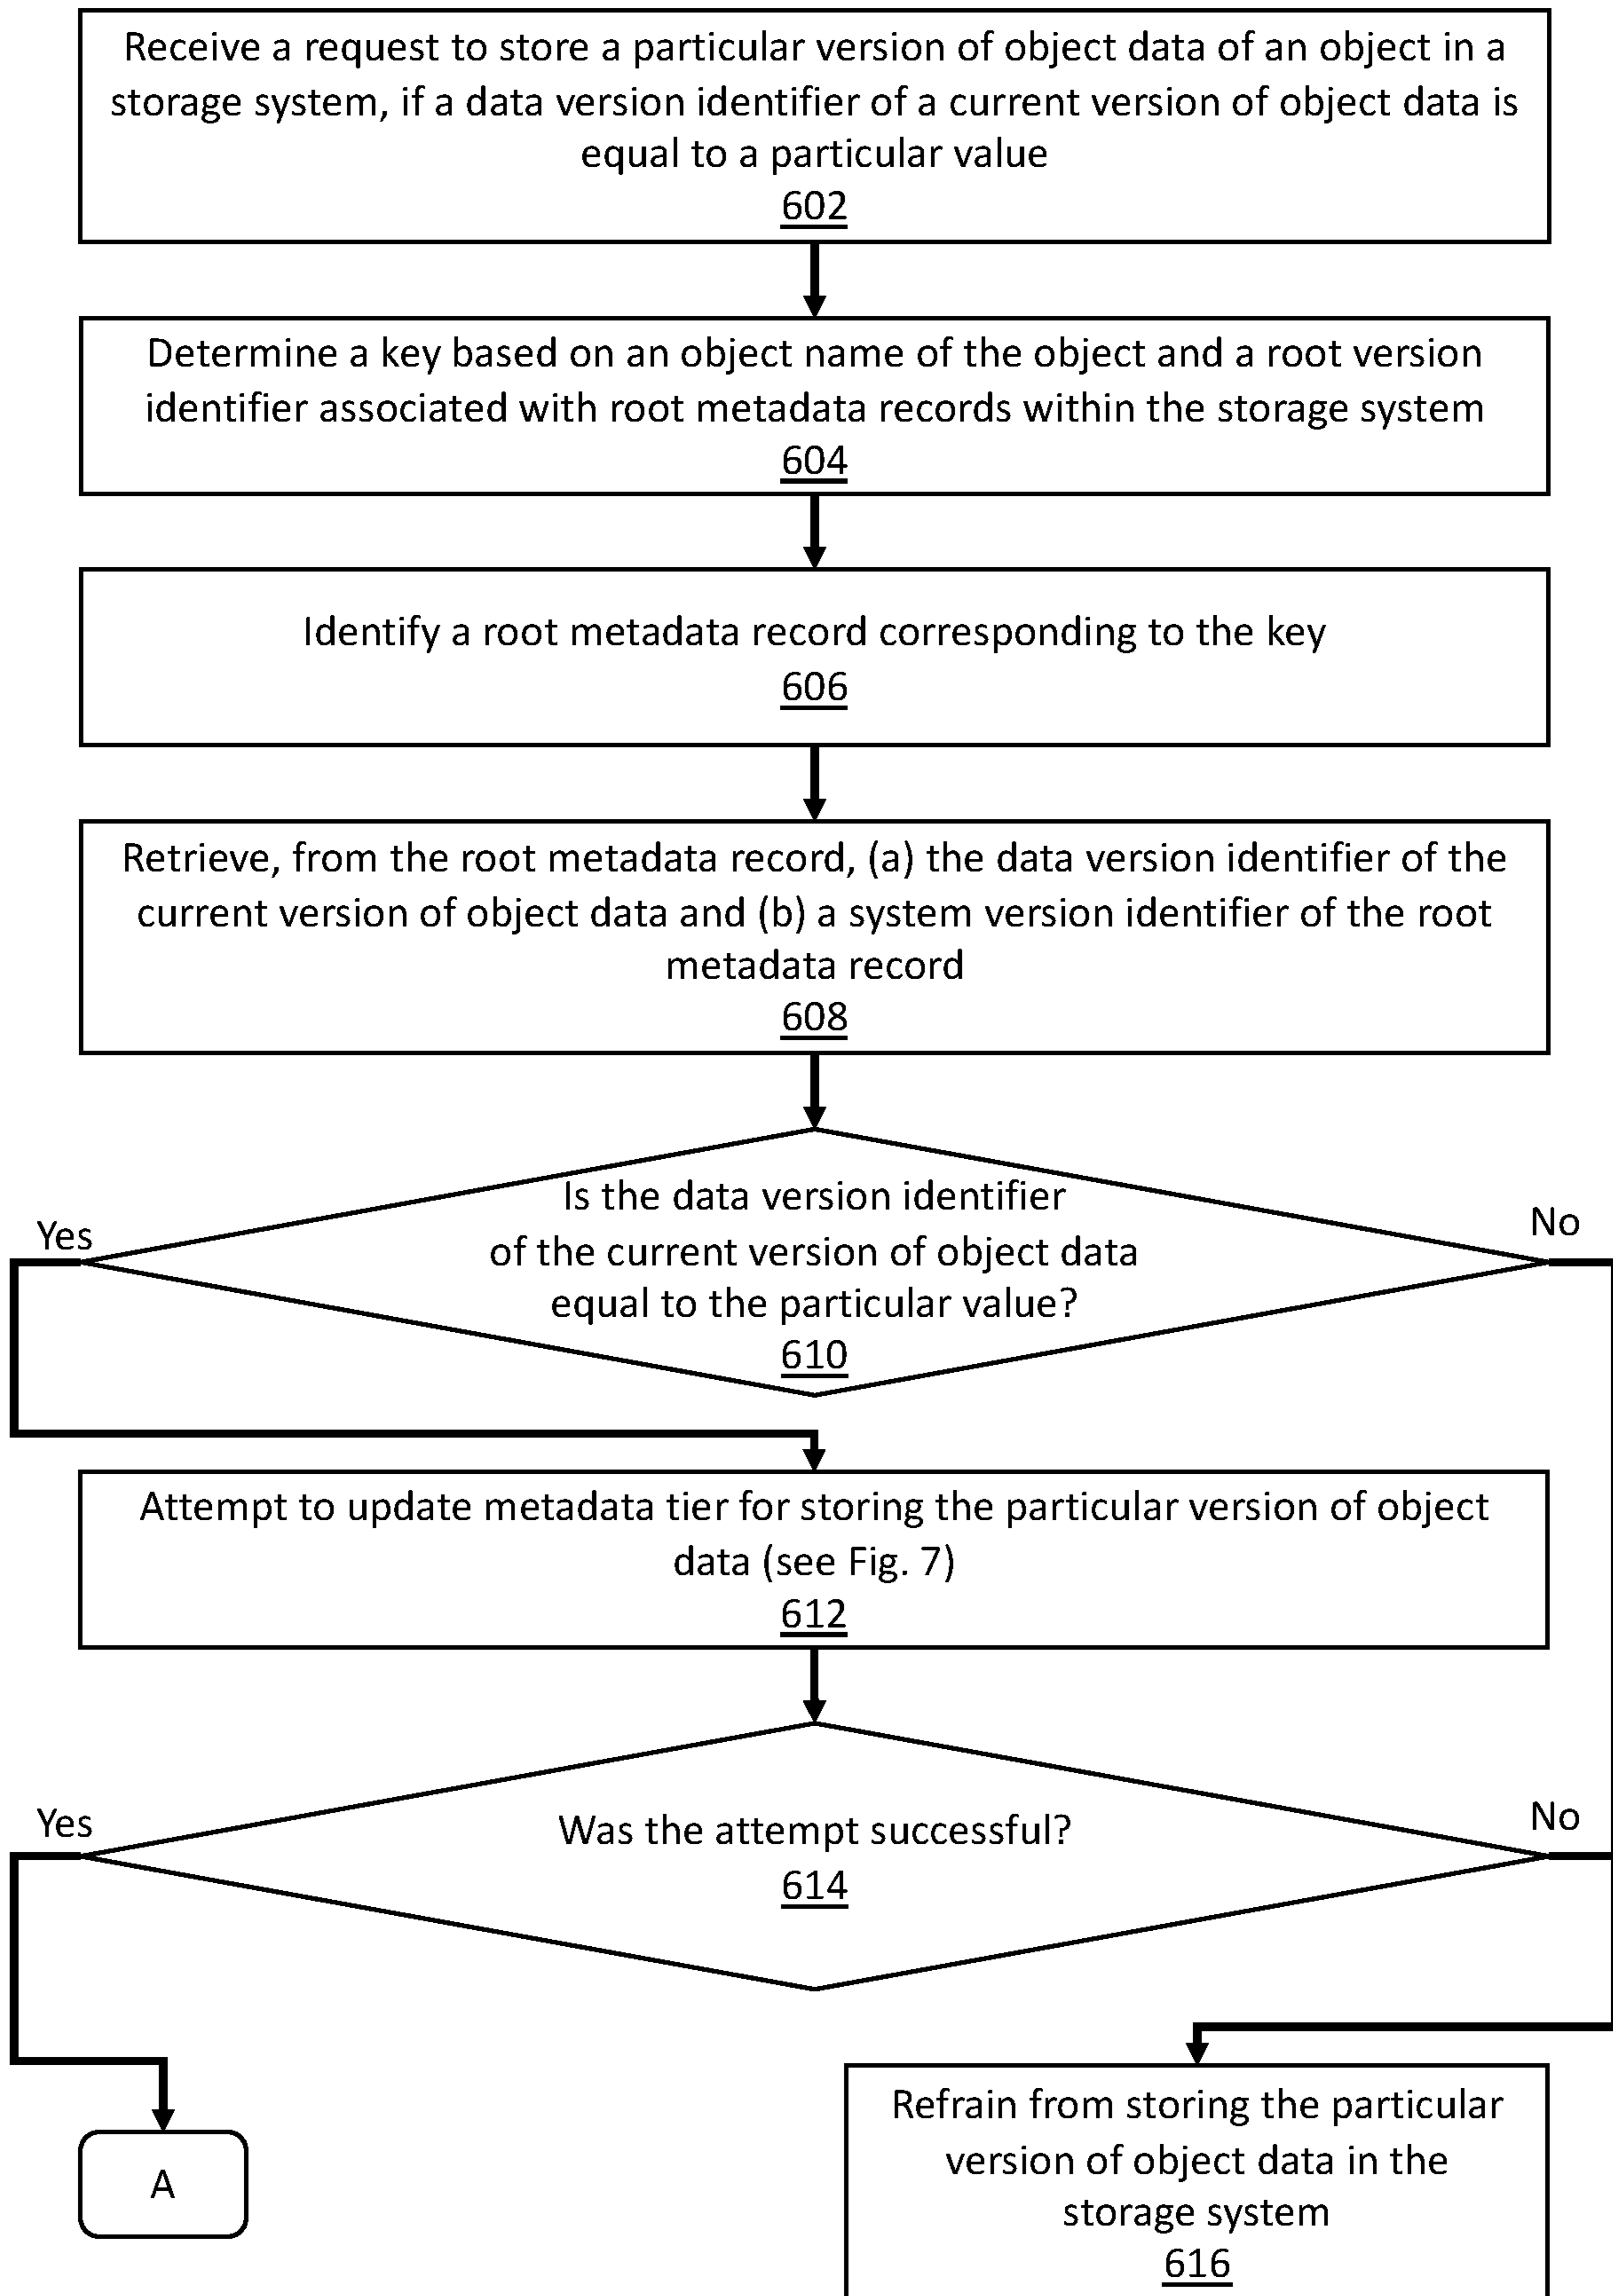 Receive a request to store a particular version of object data of an object in a
storage system, if a data version identifier of a current version of object data is
equal to a particular value
602
Determine a key based on an object name of the object and a root version
identifier associated with root metadata records within the storage system
604
Identify a root metadata record corresponding to the key
606
Retrieve, from the root metadata record, (a) the data version identifier of the
current version of object data and (b) a system version identifier of the root
metadata record
608
Is the data version identifier
of the current version of object data
equal to the particular value?
610
Yes
No
Attempt to update metadata tier for storing the particular version of object
data (see Fig. 7)
612
Was the attempt successful?
614
Yes
No
A
Refrain from storing the particular
version of object data in the
storage system
616